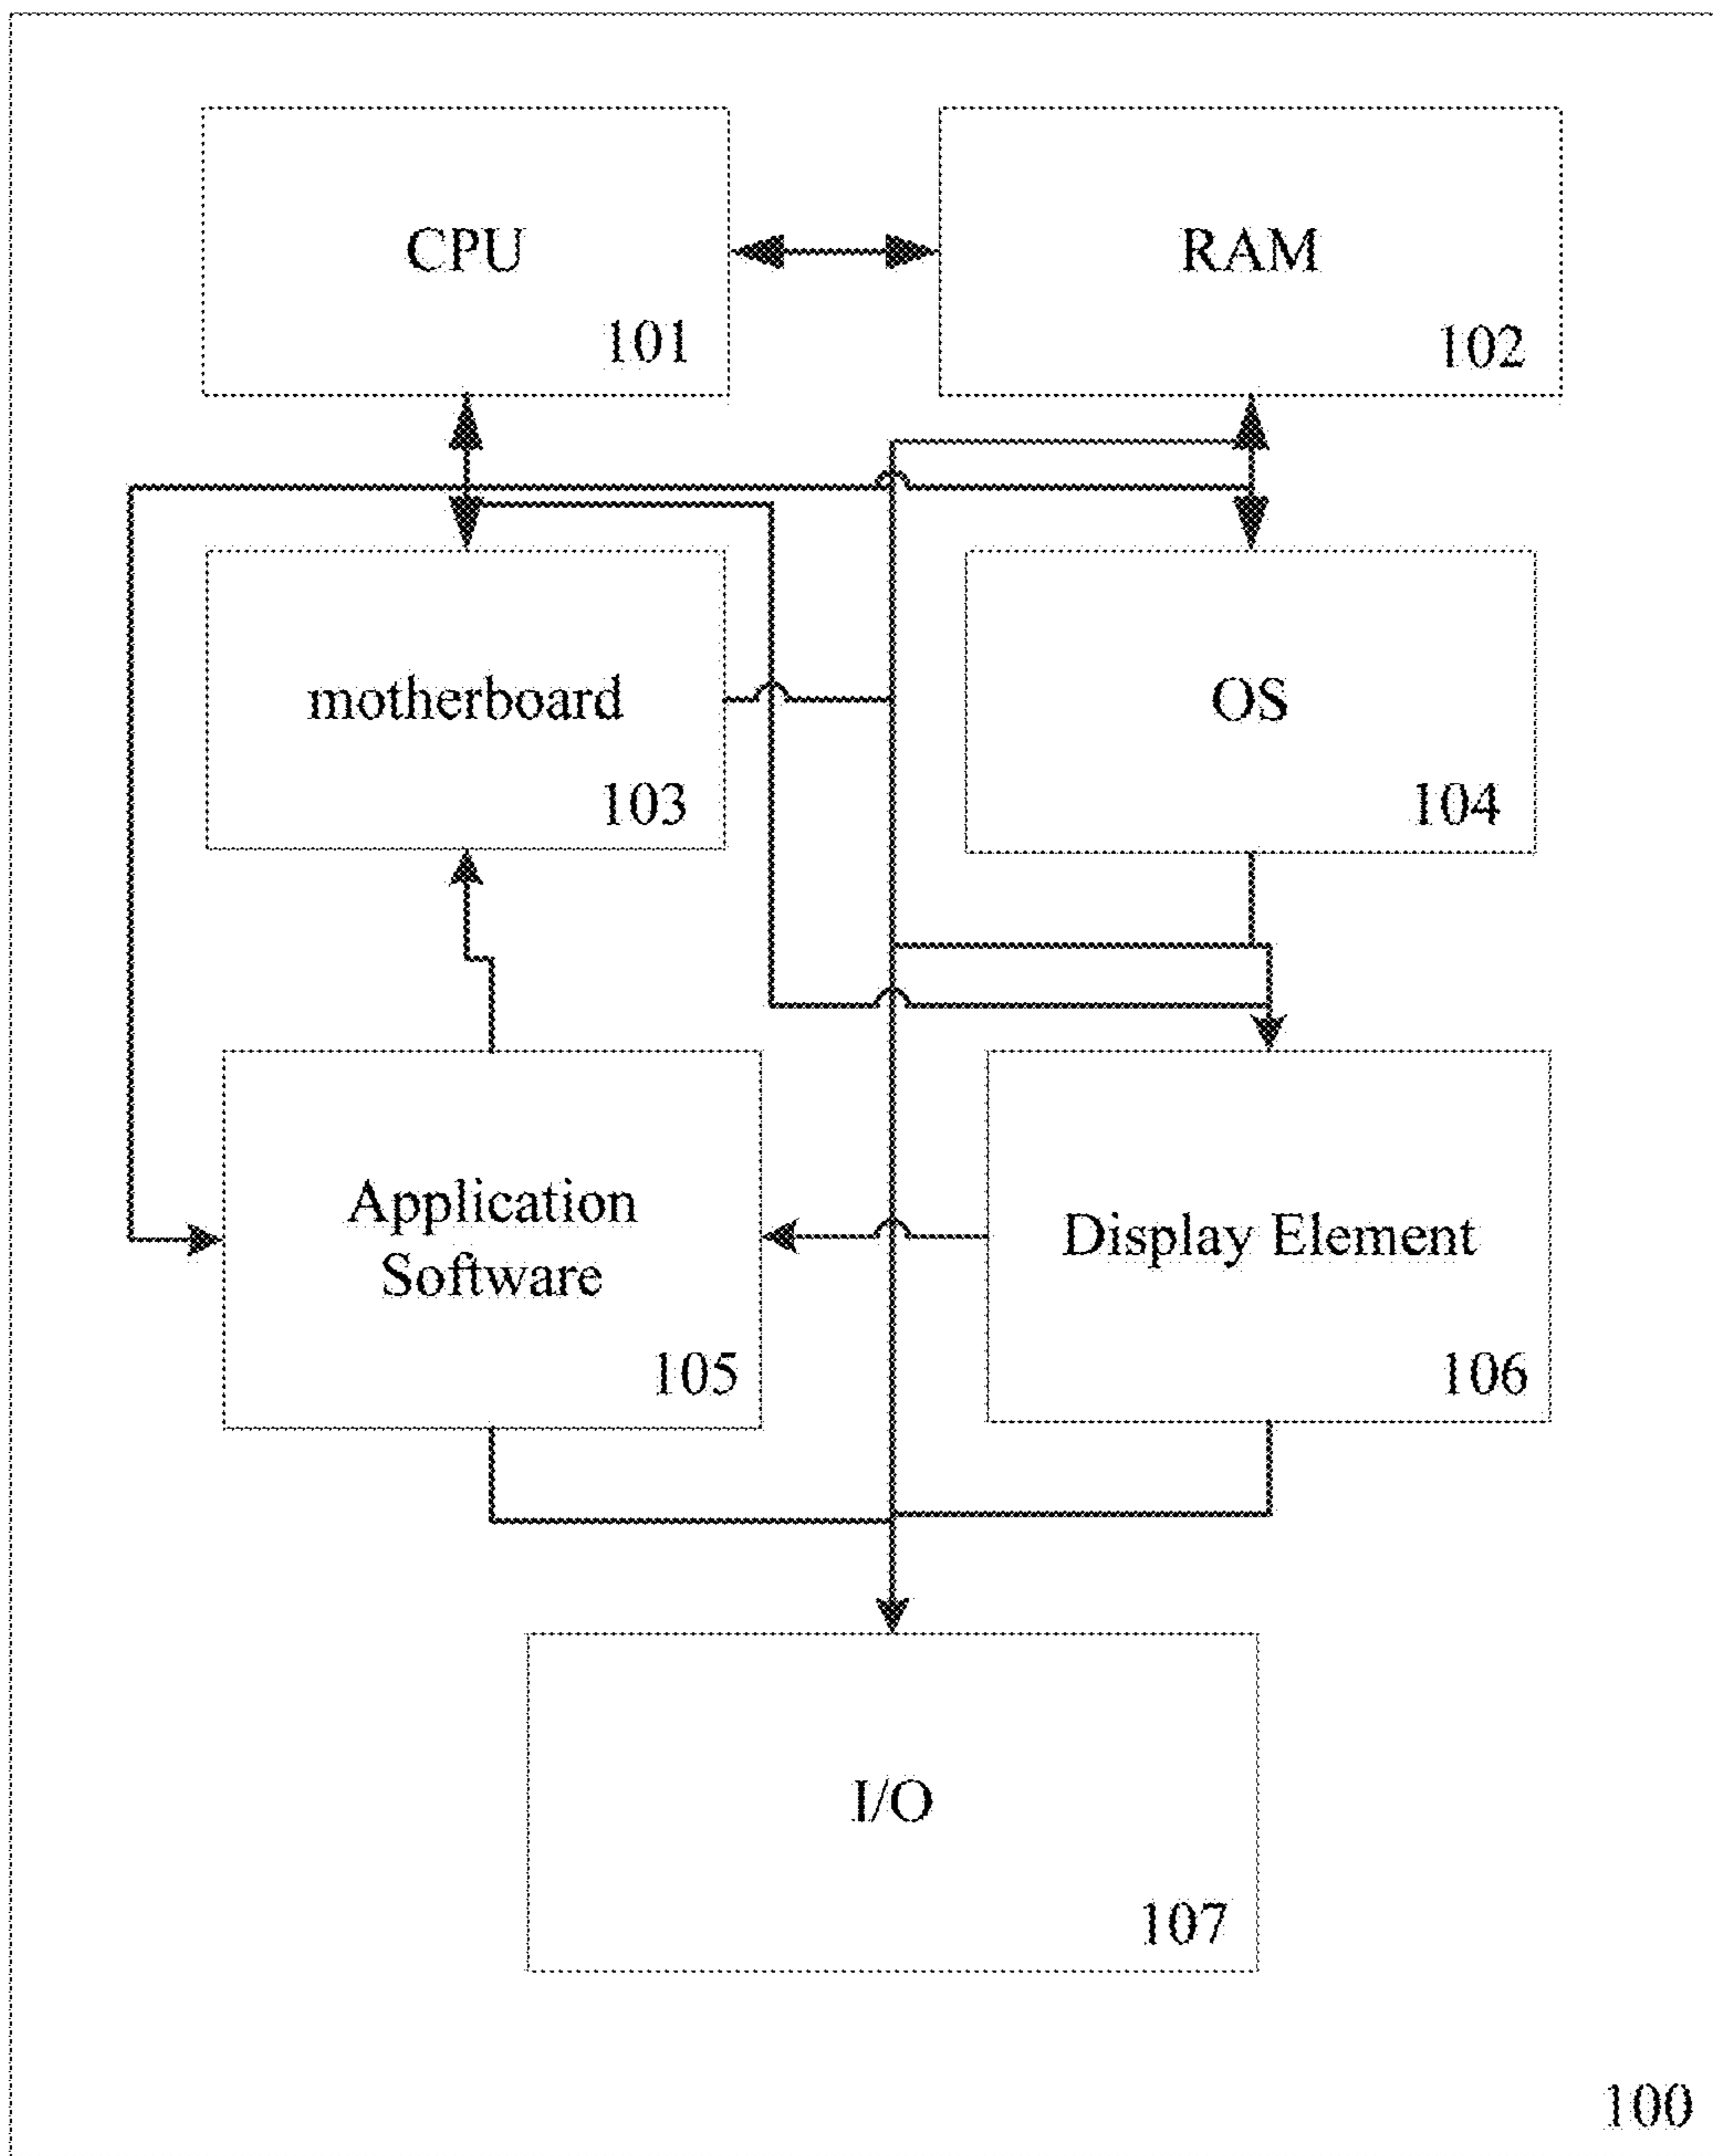 CPU
101
RAM
102
motherboard
103
OS
104
Application
Software
105
Display Element
106
I/O
107
100